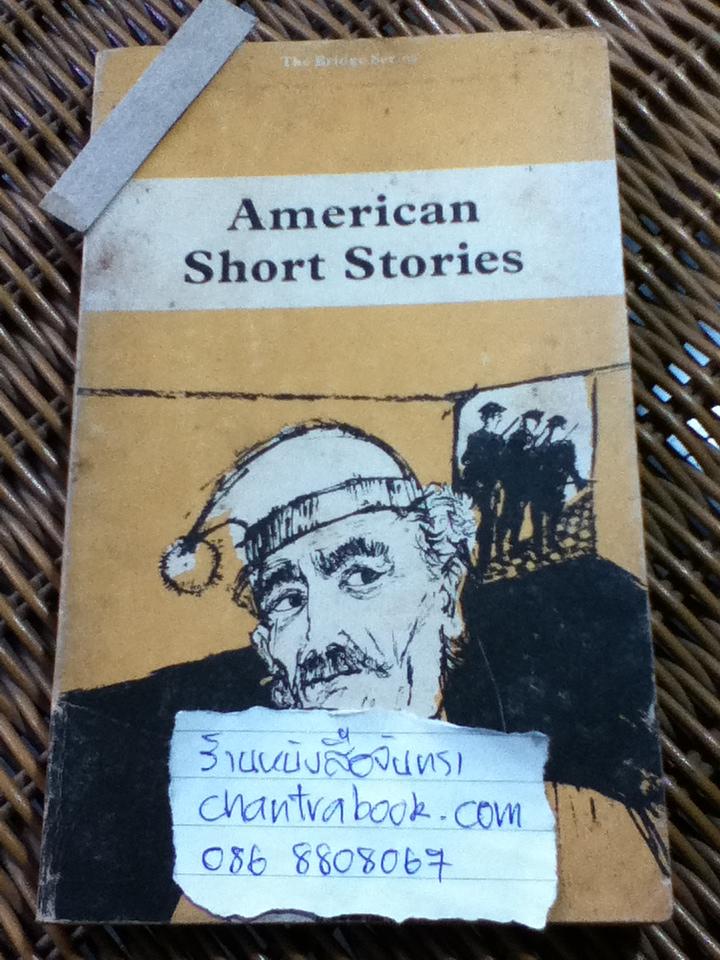 The Bridge Series
American
Short Stories
ร้านหนังสือจันทรา
chantrabook.com
086 8808067